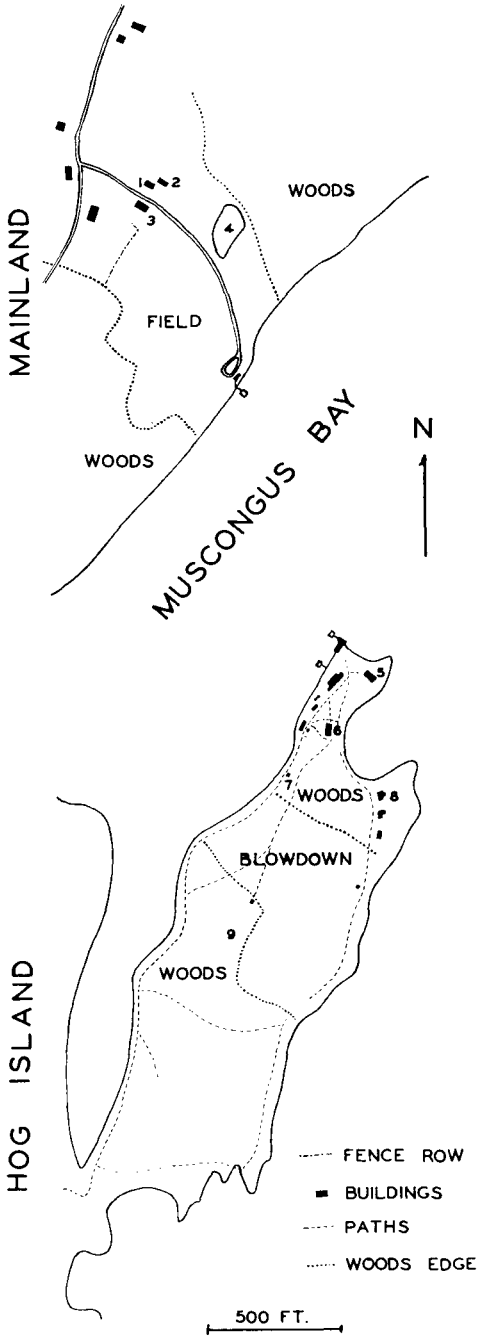 WOODS
1
2
3
4
MAINLAND
FIELD
WOODS
MUSCONGUS BAY
N
5
6
7
WOODS
8
BLOWDOWN
9
WOODS
HOG ISLAND
FENCE ROW
BUILDINGS
PATHS
WOODS EDGE
500 FT.